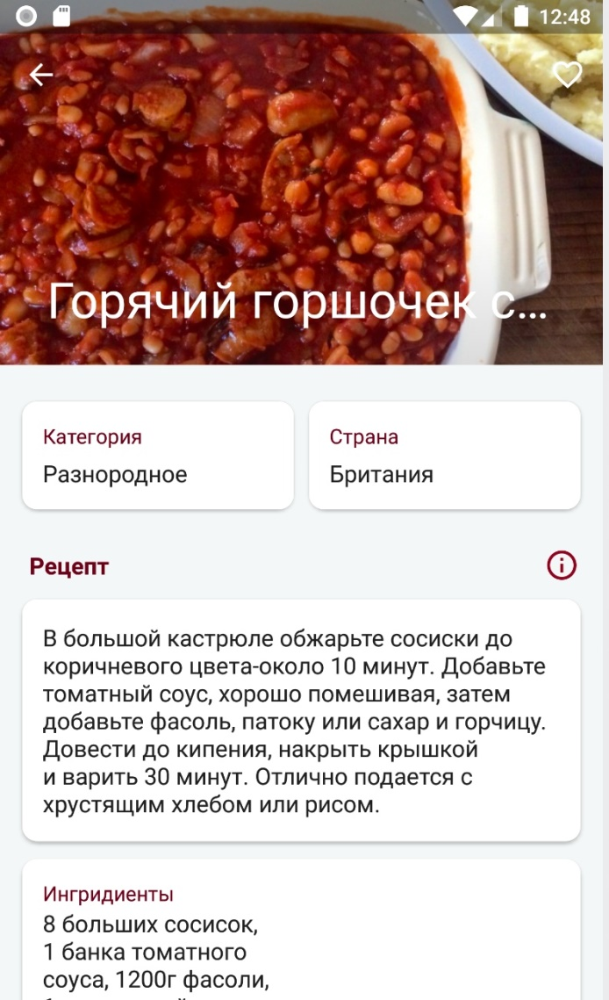 12:48
Горячий горшочек с...
Категория
Разнородное
Страна
Британия
Рецепт
В большой кастрюле обжарьте сосиски до
коричневого цвета-около 10 минут. Добавьте
томатный соус, хорошо помешивая, затем
добавьте фасоль, патоку или сахар и горчицу.
Довести до кипения, накрыть крышкой
и варить 30 минут. Отлично подается с
хрустящим хлебом или рисом.
Ингридиенты
8 больших сосисок,
1 банка томатного
соуса, 1200г фасоли,